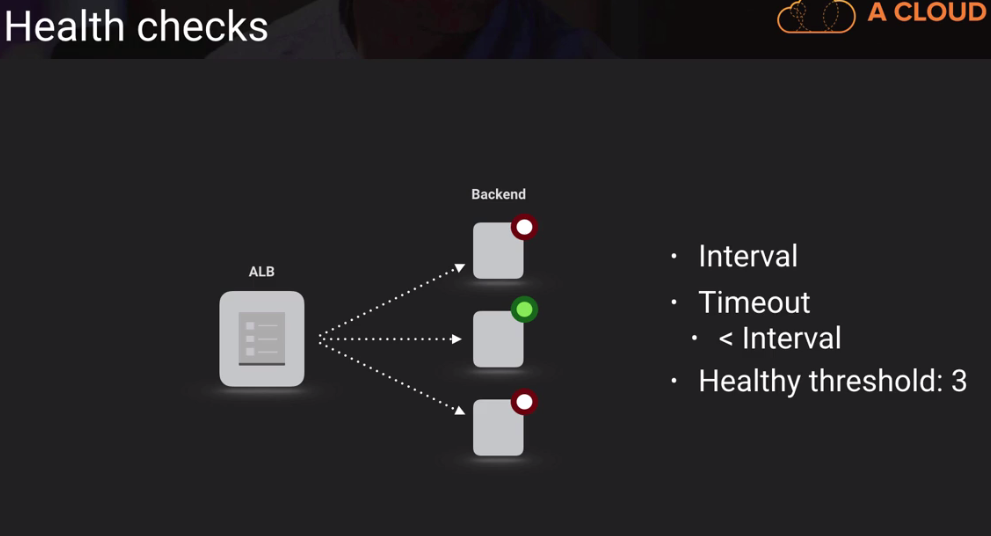 Health checks
A CLOUD
Backend
ALB
· Interval
· Timeout
· < Interval
· Healthy threshold: 3